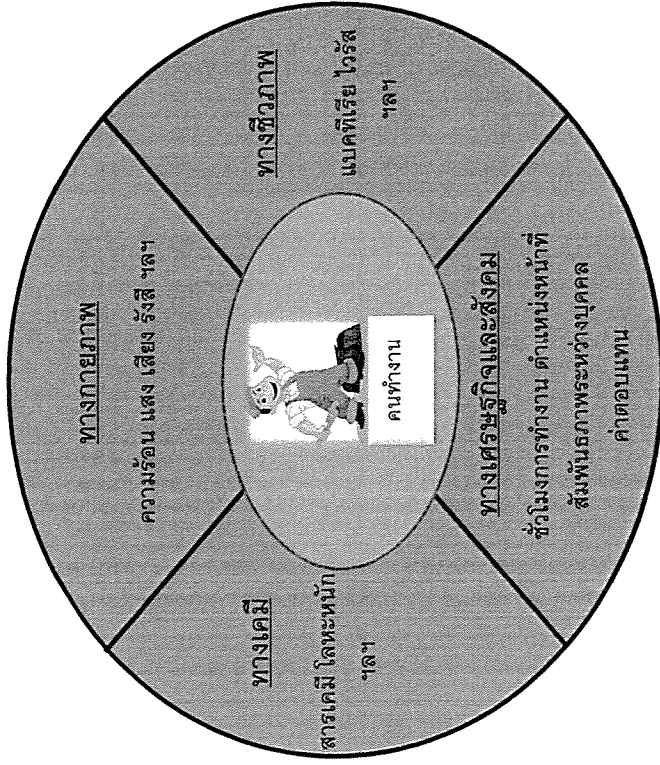 ทางกายภาพ
ความร้อน แสง เสียง รังสี ฯลฯ
ทางเคมี
สารเคมี โลหะหนัก
ฯลฯ
คนทำงาน
ทางชีวภาพ
แบคทีเรีย ไวรัส
ฯลฯ
ทางเศรษฐกิจและสังคม
ชั่วโมงการทำงาน ตำแหน่งหน้าที่
สัมพันธภาพระหว่างบุคคล
ค่าตอบแทน